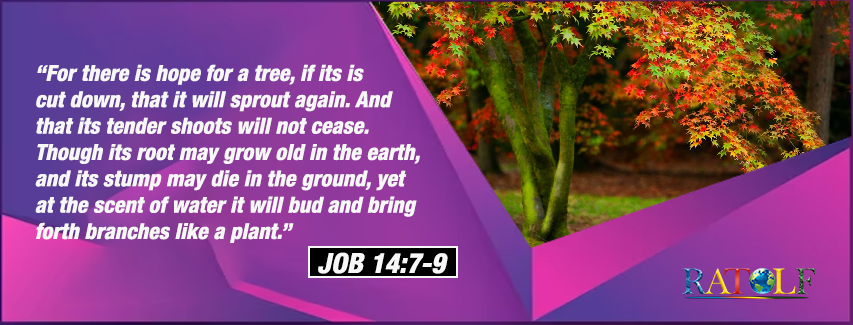 “For there is hope for a tree, if its is
cut down, that it will sprout again. And
that its tender shoots will not cease.
Though its root may grow old in the earth,
and its stump may die in the ground, yet
at the scent of water it will bud and bring
forth branches like a plant.”
JOB 14:7-9
RATOLF